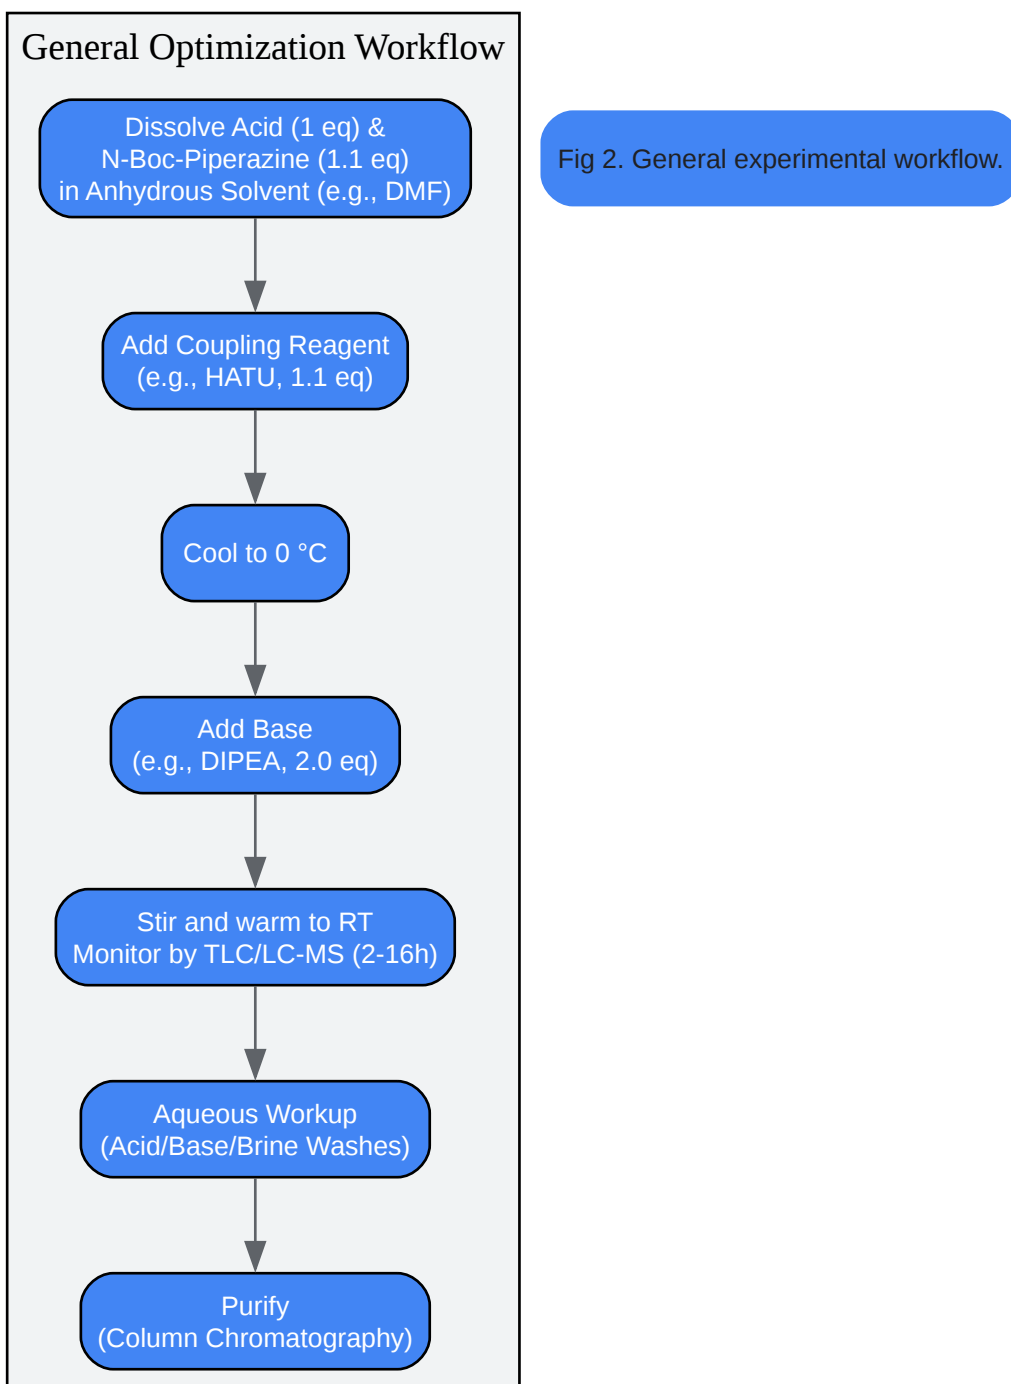 General Optimization Workflow
Dissolve Acid (1 eq) &
N-Boc-Piperazine (1.1 eq)
in Anhydrous Solvent (e.g., DMF)
Fig 2. General experimental workflow.
Add Coupling Reagent
(e.g., HATU, 1.1 eq)
Cool to 0 °C
Add Base
(e.g., DIPEA, 2.0 eq)
Stir and warm to RT
Monitor by TLC/LC-MS (2-16h)
Aqueous Workup
(Acid/Base/Brine Washes)
Purify
(Column Chromatography)